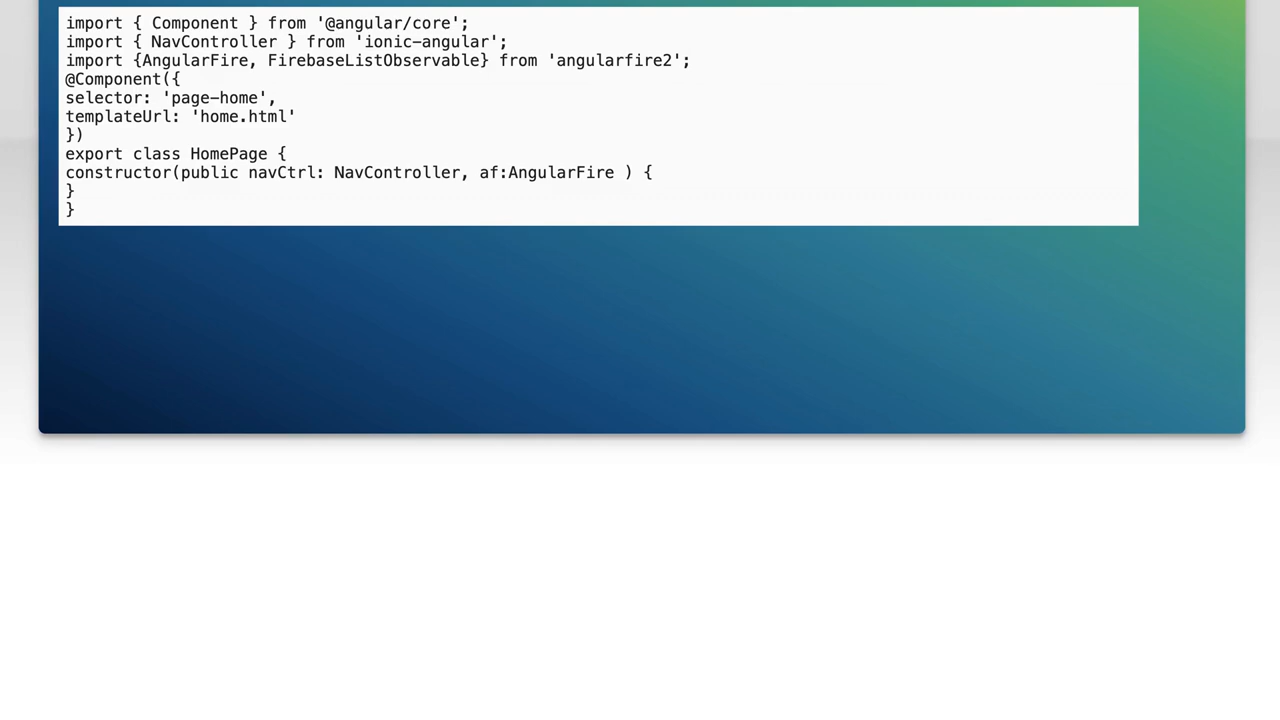 import { Component } from '@angular/core';
import { NavController } from 'ionic-angular';
import {AngularFire, FirebaseListObservable} from 'angularfire2';
@Component({
selector: 'page-home',
templateUrl: 'home.html'
})
export class HomePage {
constructor(public navCtrl: NavController, af:AngularFire ) {
}
}